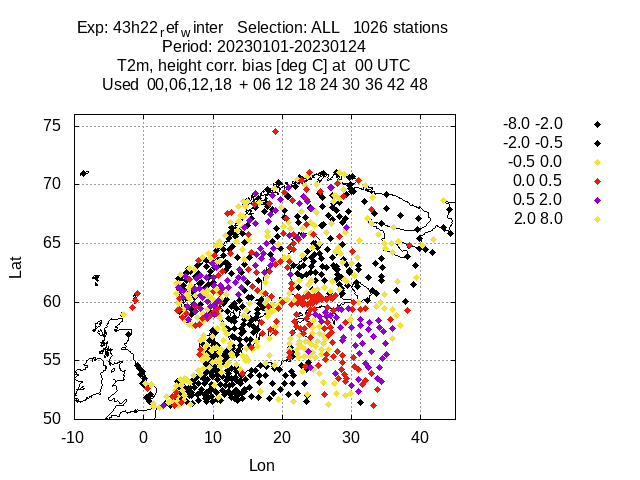 Exp: 43h22refwinter Selection: ALL 1026 stations
Period: 20230101-20230124
T2m, height corr. bias [deg C] at 00 UTC
Used 00,06,12,18 + 06 12 18 24 30 36 42 48
-8.0 -2.0
-2.0 -0.5
-0.5 0.0
0.0 0.5
0.5 2.0
2.0 8.0
75
70
65
60
55
50
Lat
-10 0 10 20 30 40
Lon